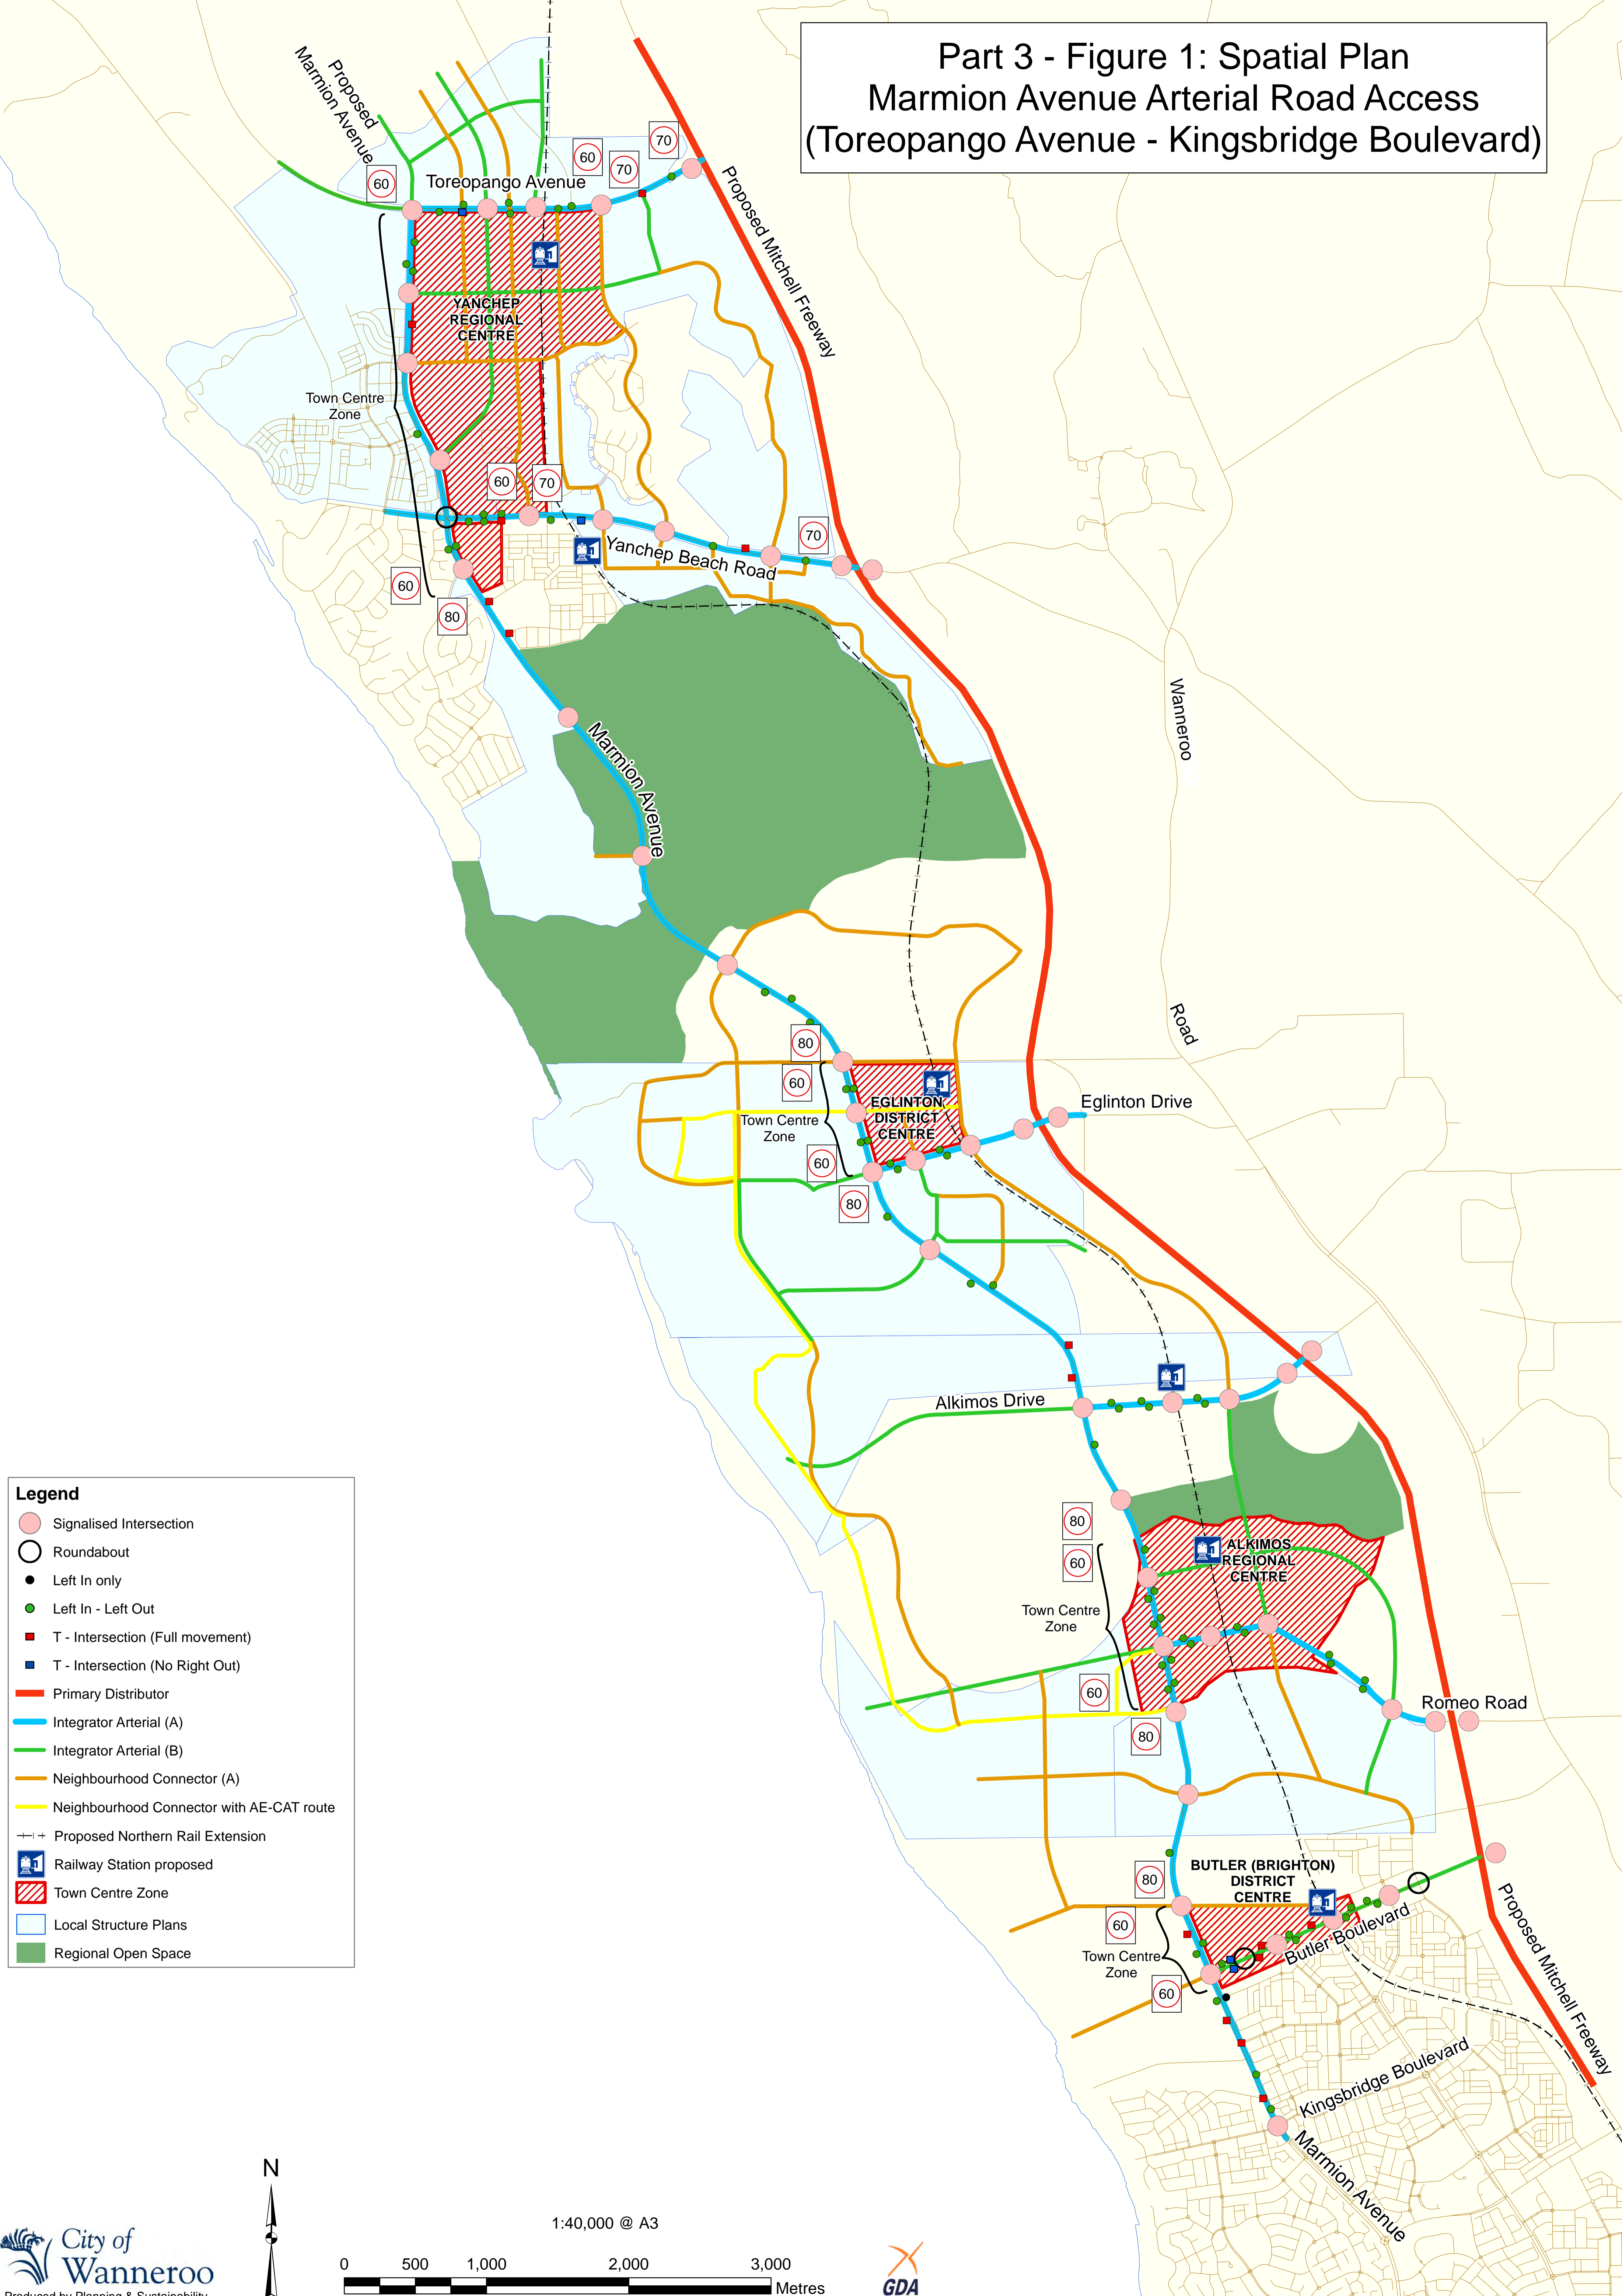 Part 3 - Figure 1: Spatial Plan
Marmion Avenue Arterial Road Access
(Toreopango Avenue - Kingsbridge Boulevard)
Proposed
Marmion Avenue
60
Toreopango Avenue
60
70
70
Proposed Mitchell Freeway
YANCHEP
REGIONAL
CENTRE
Town Centre
Zone
60
70
70
Yanchep Beach Road
60
80
Marmion Avenue
Wanneroo
Road
80
60
Town Centre
Zone
EGLINTON
DISTRICT
CENTRE
Eglinton Drive
60
80
Alkimos Drive
80
60
ALKIMOS
REGIONAL
CENTRE
Town Centre
Zone
60
80
Romeo Road
BUTLER (BRIGHTON)
DISTRICT
CENTRE
80
60
Town Centre
Zone
60
Butler Boulevard
Proposed Mitchell Freeway
Kingsbridge Boulevard
Marmion Avenue
Legend
Signalised Intersection
Roundabout
Left In only
Left In - Left Out
T - Intersection (Full movement)
T - Intersection (No Right Out)
Primary Distributor
Integrator Arterial (A)
Integrator Arterial (B)
Neighbourhood Connector (A)
Neighbourhood Connector with AE-CAT route
Proposed Northern Rail Extension
Railway Station proposed
Town Centre Zone
Local Structure Plans
Regional Open Space
N
1:40,000 @ A3
0 500 1,000 2,000 3,000
Metres
City of
Wanneroo
Produced by Planning & Sustainability
GDA